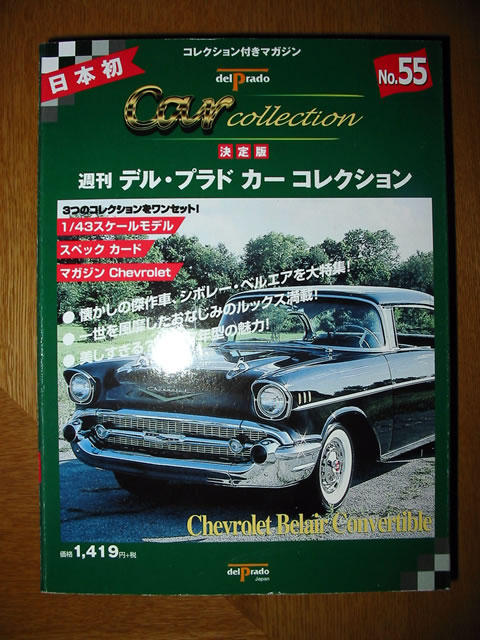 コレクション付きマガジン
日本初
del Prado
No.55
Car collection
決定版
週刊 デル・プラド カー コレクション
3つのコレクションをワンセット!
1/43スケールモデル
スペック カード
マガジン Chevrolet
● 懐かしの傑作車、シボレー・ベルエアを大特集!
● 一世を風靡したおなじみのルックス満載!
● 美しすぎる 年型の魅力!
CHEVROLET
Chevrolet Belair Convertible
価格1,419円+税
del Prado
Japan